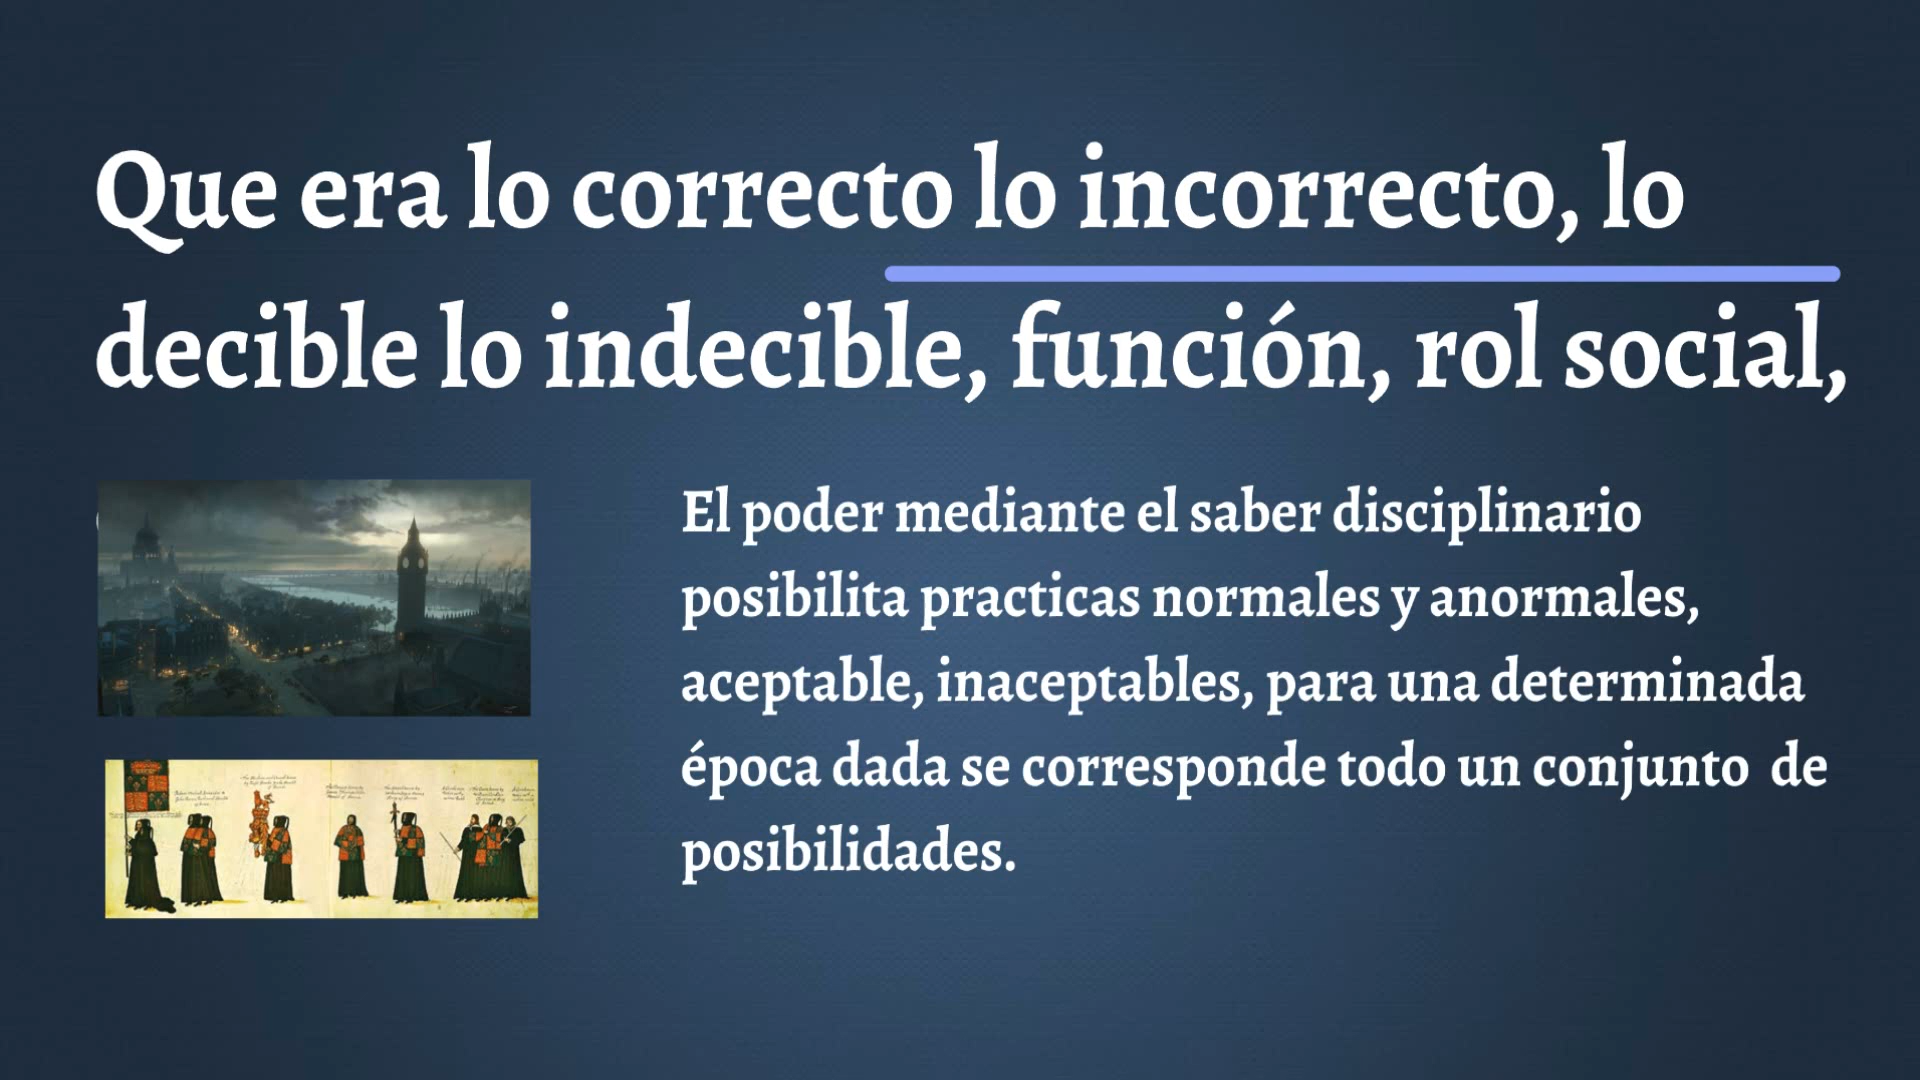 Que era lo correcto lo incorrecto, lo
decible lo indecible, función, rol social,
El poder mediante el saber disciplinario
posibilita practicas normales y anormales,
aceptable, inaceptables, para una determinada
época dada se corresponde todo un conjunto de
posibilidades.